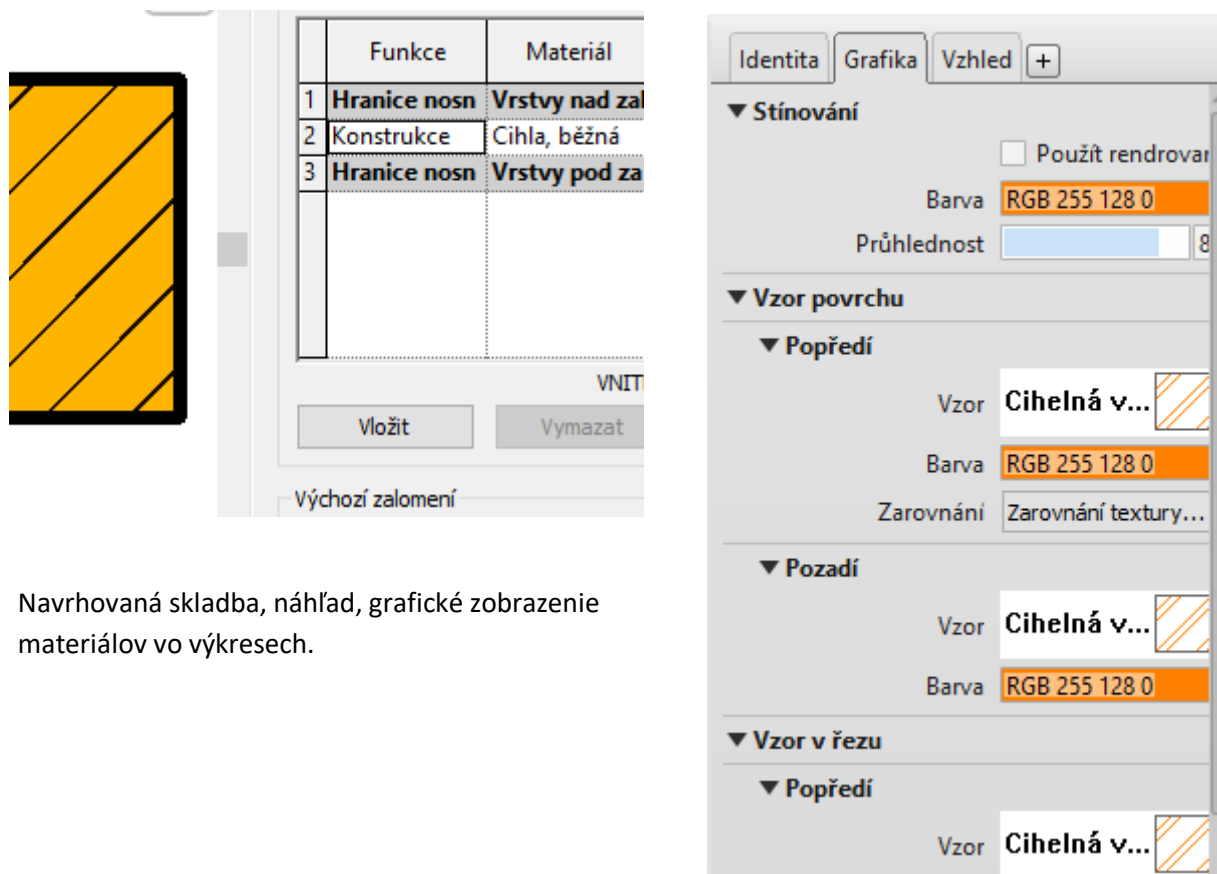 Funkce Materiál
1 Hranice nosn Vrstvy nad zal
2 Konstrukce Cihla, běžná
3 Hranice nosn Vrstvy pod za
VNIT
Vložit Vymazat
Výchozí zalomení
Navrhovaná skladba, náhľad, grafické zobrazenie
materiálov vo výkresech.
Identita Grafika Vzhled +
Stínování
Použít rendrovar
Barva RGB 255 128 0
Průhlednost 8
Vzor povrchu
Popředí
Vzor Cihelná v...
Barva RGB 255 128 0
Zarovnání Zarovnání textury...
Pozadí
Vzor Cihelná v...
Barva RGB 255 128 0
Vzor v řezu
Popředí
Vzor Cihelná v...